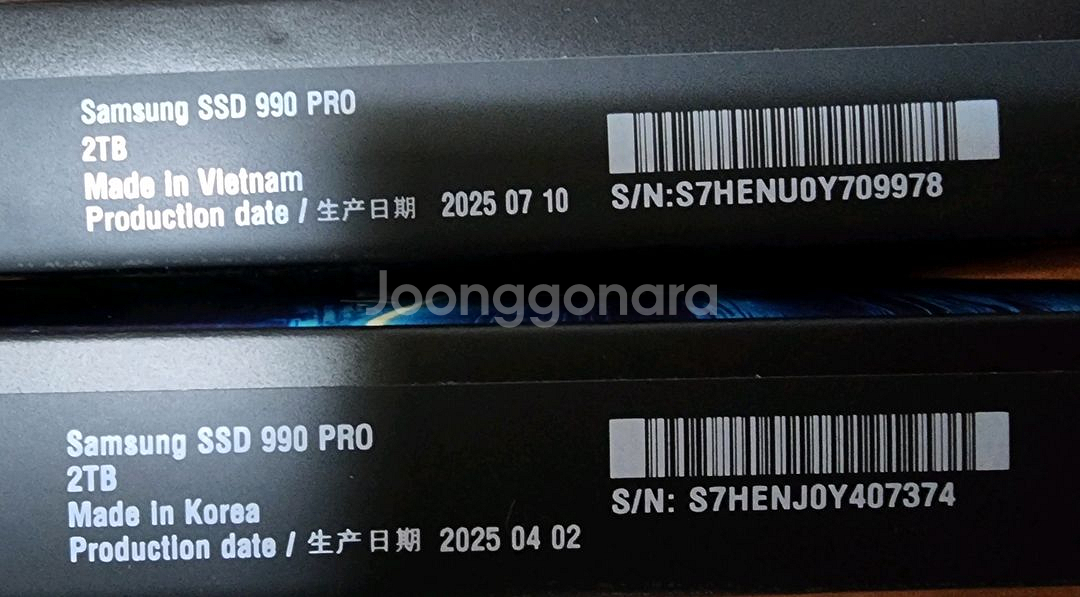 Samsung SSD 990 PRO
2TB
Made in Vietnam
Production date / 生产日期 2025 07 10
S/N:S7HENU0Y709978
Joonggonara
Samsung SSD 990 PRO
2TB
Made in Korea
Production date / 生产日期 2025 04 02
S/N: S7HENJ0Y407374